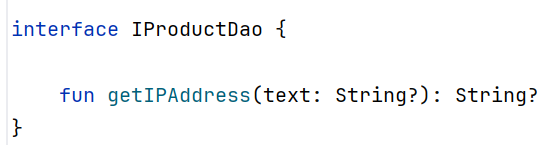 interface IProductDao {
fun getIPAddress(text: String?): String?
}